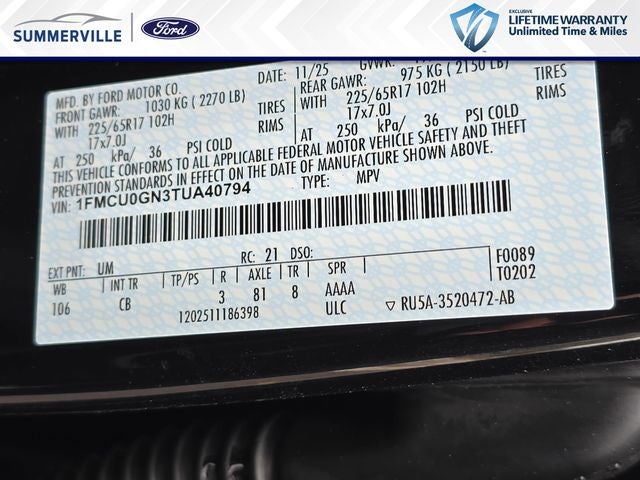 SUMMERVILLE
Ford
EXCLUSIVE
LIFETIME WARRANTY
Unlimited Time & Miles
MFD. BY FORD MOTOR CO.
DATE: 11/25
GVWR:
FRONT GAWR: 1030 KG ( 2270 LB)
REAR GAWR: 975 KG ( 2150 LB)
WITH 225/65R17 102H TIRES
WITH 225/65R17 102H TIRES
17x7.0J RIMS
17x7.0J RIMS
AT 250 kPa/ 36 PSI COLD
AT 250 kPa/ 36 PSI COLD
THIS VEHICLE CONFORMS TO ALL APPLICABLE FEDERAL MOTOR VEHICLE SAFETY AND THEFT
PREVENTION STANDARDS IN EFFECT ON THE DATE OF MANUFACTURE SHOWN ABOVE.
VIN: 1FMCU0GN3TUA40794
TYPE: MPV
EXT PNT: UM RC: 21 DSO:
F0089
T0202
WB INT TR TP/PS R AXLE TR SPR
106 CB 3 81 8 AAAA
1202511186398 ULC ▽ RU5A-3520472-AB